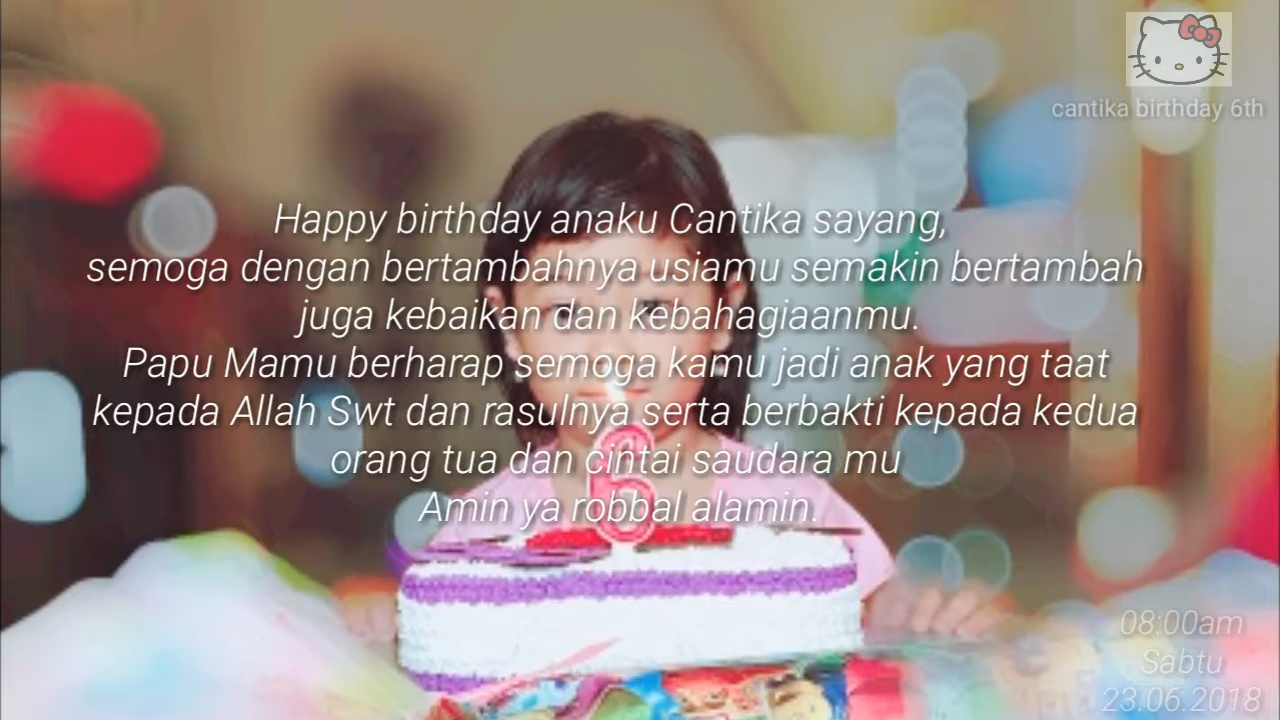 cantika birthday 6th
Happy birthday anaku Cantika sayang,
semoga dengan bertambahnya usiamu semakin bertambah
juga kebaikan dan kebahagiaanmu.
Papu Mamu berharap semoga kamu jadi anak yang taat
kepada Allah Swt dan rasulnya serta berbakti kepada kedua
orang tua dan cintai saudara mu
Amin ya robbal alamin.
6
08:00am
Sabtu
23.06.2018